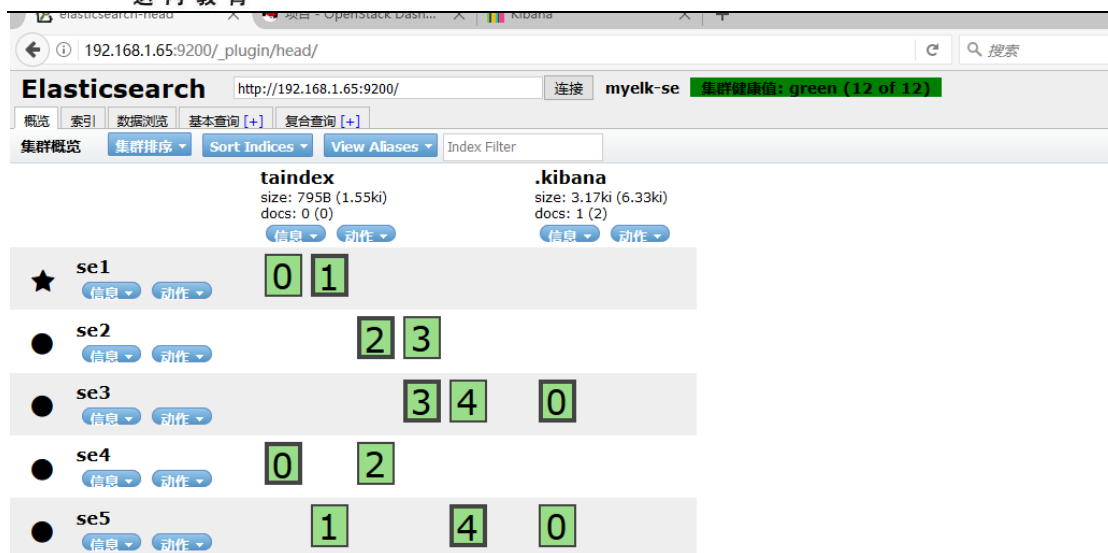 elasticsearch-head
项目 - OpenStack Dash...
Kibana
192.168.1.65:9200/_plugin/head/
搜索
Elasticsearch http://192.168.1.65:9200/ 连接 myelk-se 集群健康值: green (12 of 12)
概览 索引 数据浏览 基本查询 [+] 复合查询 [+]
集群概览 集群排序 Sort Indices View Aliases Index Filter
taindex .kibana
size: 795B (1.55ki) size: 3.17ki (6.33ki)
docs: 0 (0) docs: 1 (2)
信息 动作 信息 动作
se1 0 1
信息 动作
se2 2 3
信息 动作
se3 3 4 0
信息 动作
se4 0 2
信息 动作
se5 1 4 0
信息 动作